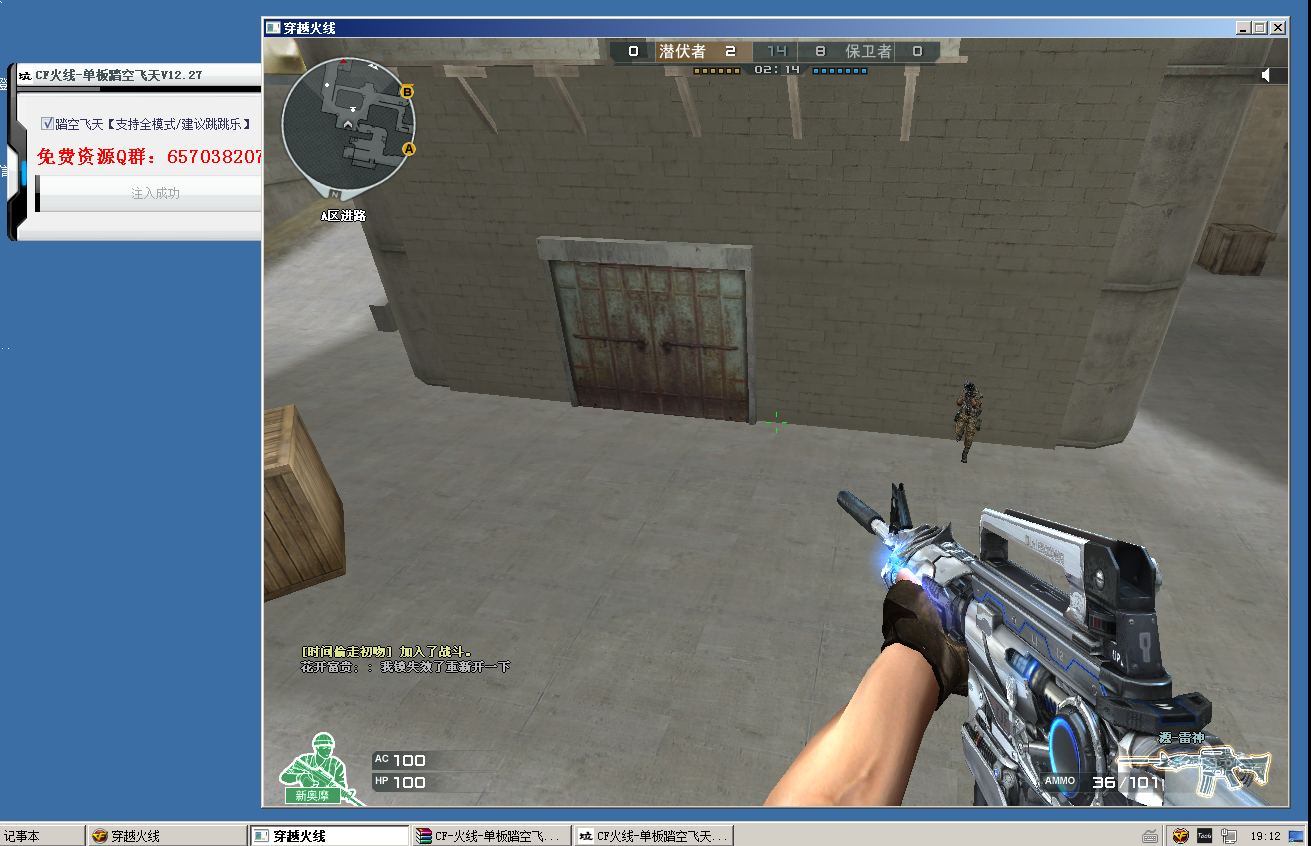 穿越火线
CF火线-单板踏空飞天V12.27
踏空飞天【支持全模式/建议跳跳乐】
免费资源Q群：657038207
注入成功
0 潜伏者 2 14 8 保卫者 0
02:14
B
A
N
A区进路
[时间偷走初吻] 加入了战斗。
花开富贵：：我镜失效了重新开一下
AC 100
HP 100
新奥摩
源-雷神
AMMO 36/101
记事本
穿越火线
穿越火线
CF-火线-单板踏空飞...
CF火线-单板踏空飞天...
19:12